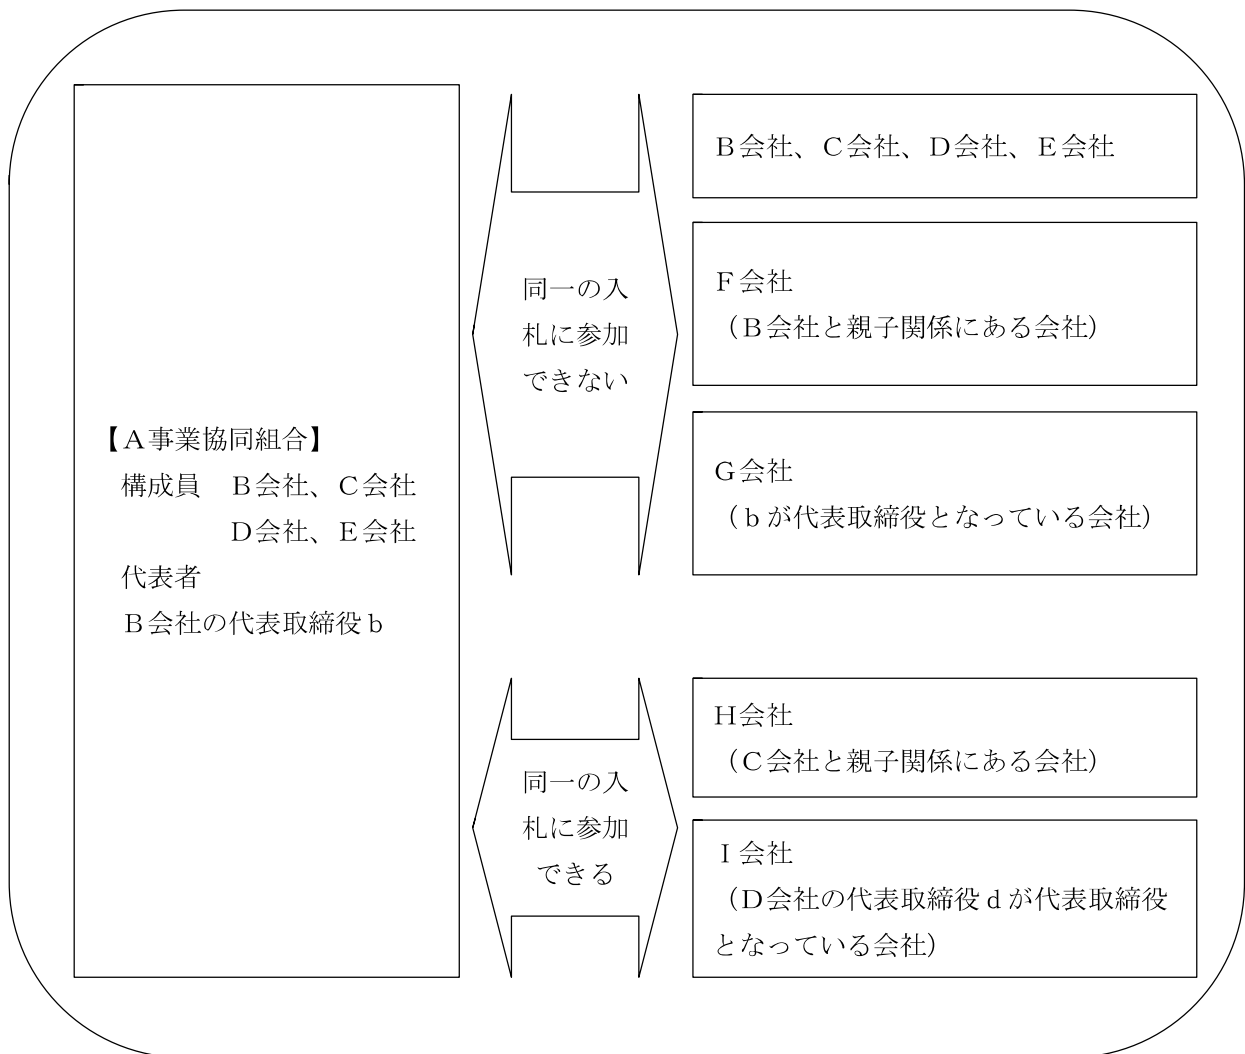 【Ａ事業協同組合】
構成員　Ｂ会社、Ｃ会社
Ｄ会社、Ｅ会社
代表者
Ｂ会社の代表取締役ｂ
同一の入
札に参加
できない
Ｂ会社、Ｃ会社、Ｄ会社、Ｅ会社
Ｆ会社
（Ｂ会社と親子関係にある会社）
Ｇ会社
（ｂが代表取締役となっている会社）
同一の入
札に参加
できる
Ｈ会社
（Ｃ会社と親子関係にある会社）
Ｉ会社
（Ｄ会社の代表取締役ｄが代表取締役
となっている会社）